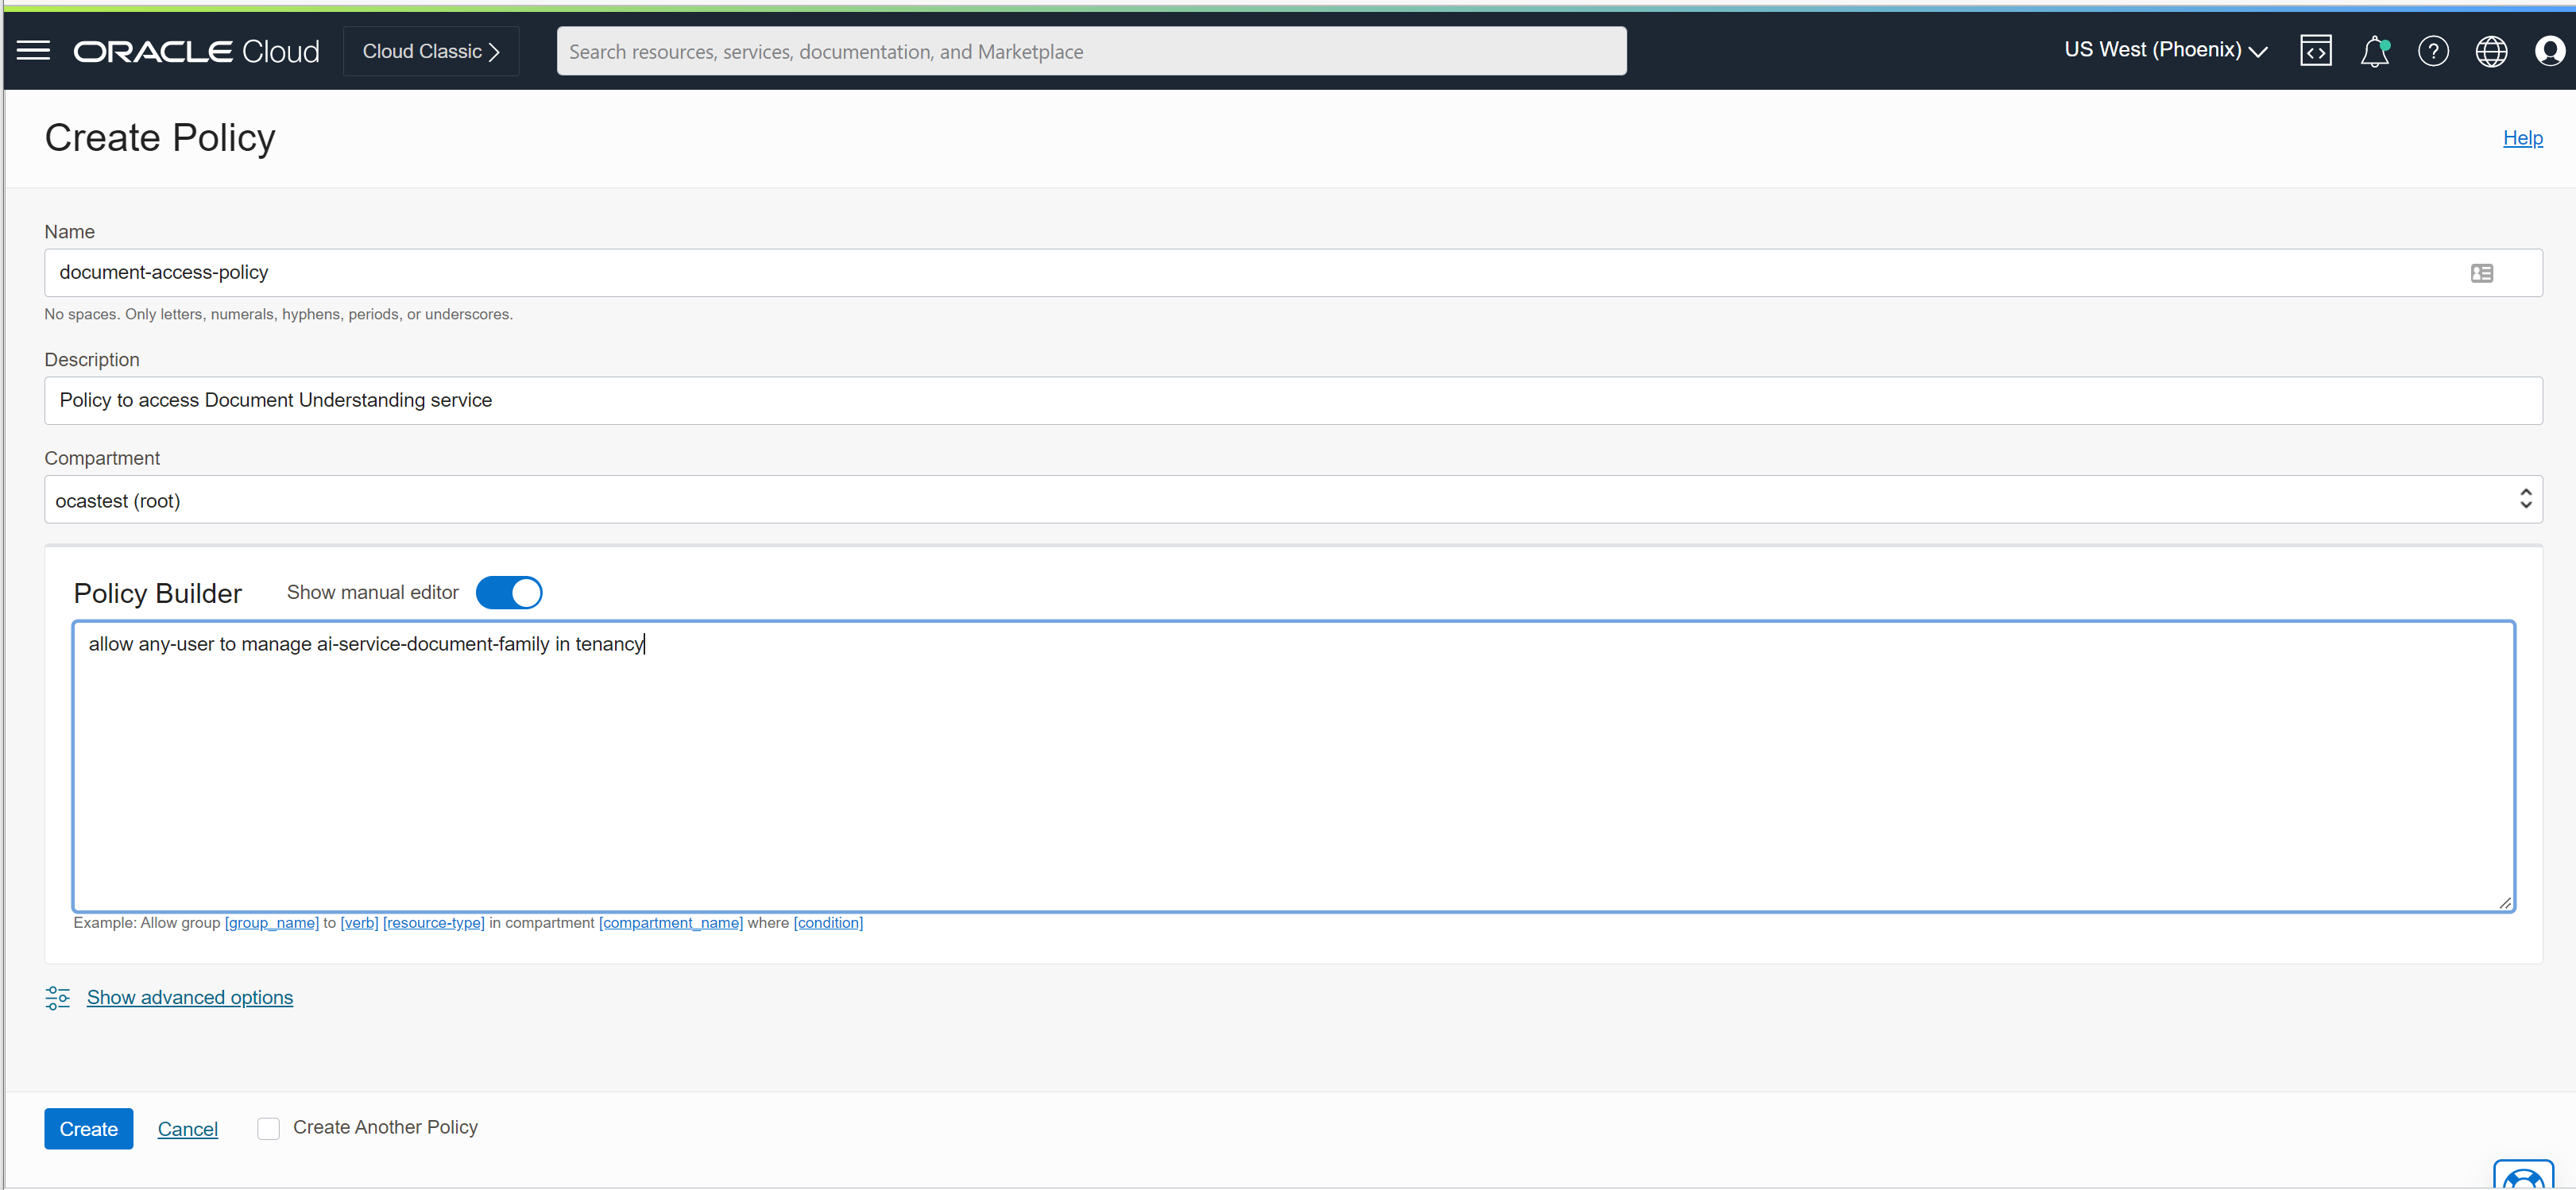 ORACLE Cloud
Cloud Classic
Search resources, services, documentation, and Marketplace
US West (Phoenix)
Create Policy
Help
Name
document-access-policy
No spaces. Only letters, numerals, hyphens, periods, or underscores.
Description
Policy to access Document Understanding service
Compartment
ocastest (root)
Policy Builder
Show manual editor
allow any-user to manage ai-service-document-family in tenancy
Example: Allow group [group_name] to [verb] [resource-type] in compartment [compartment_name] where [condition]
Show advanced options
Create
Cancel
Create Another Policy